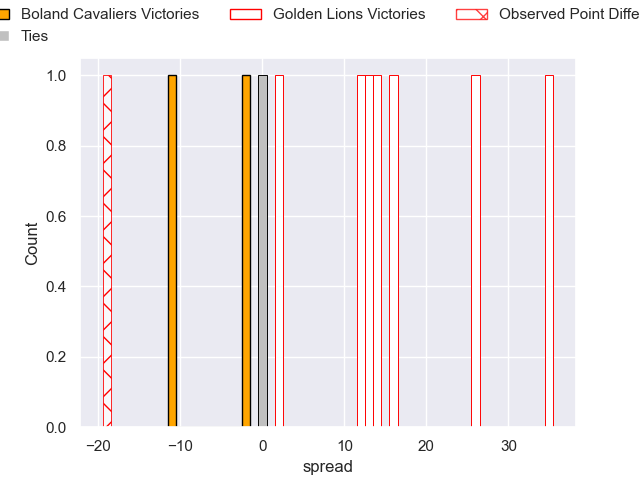 Boland Cavaliers Victories
Golden Lions Victories
Observed Point Diffe
Ties
1.0
0.8
0.6
0.4
0.2
0.0
Count
−20
−10
0
10
20
30
spread